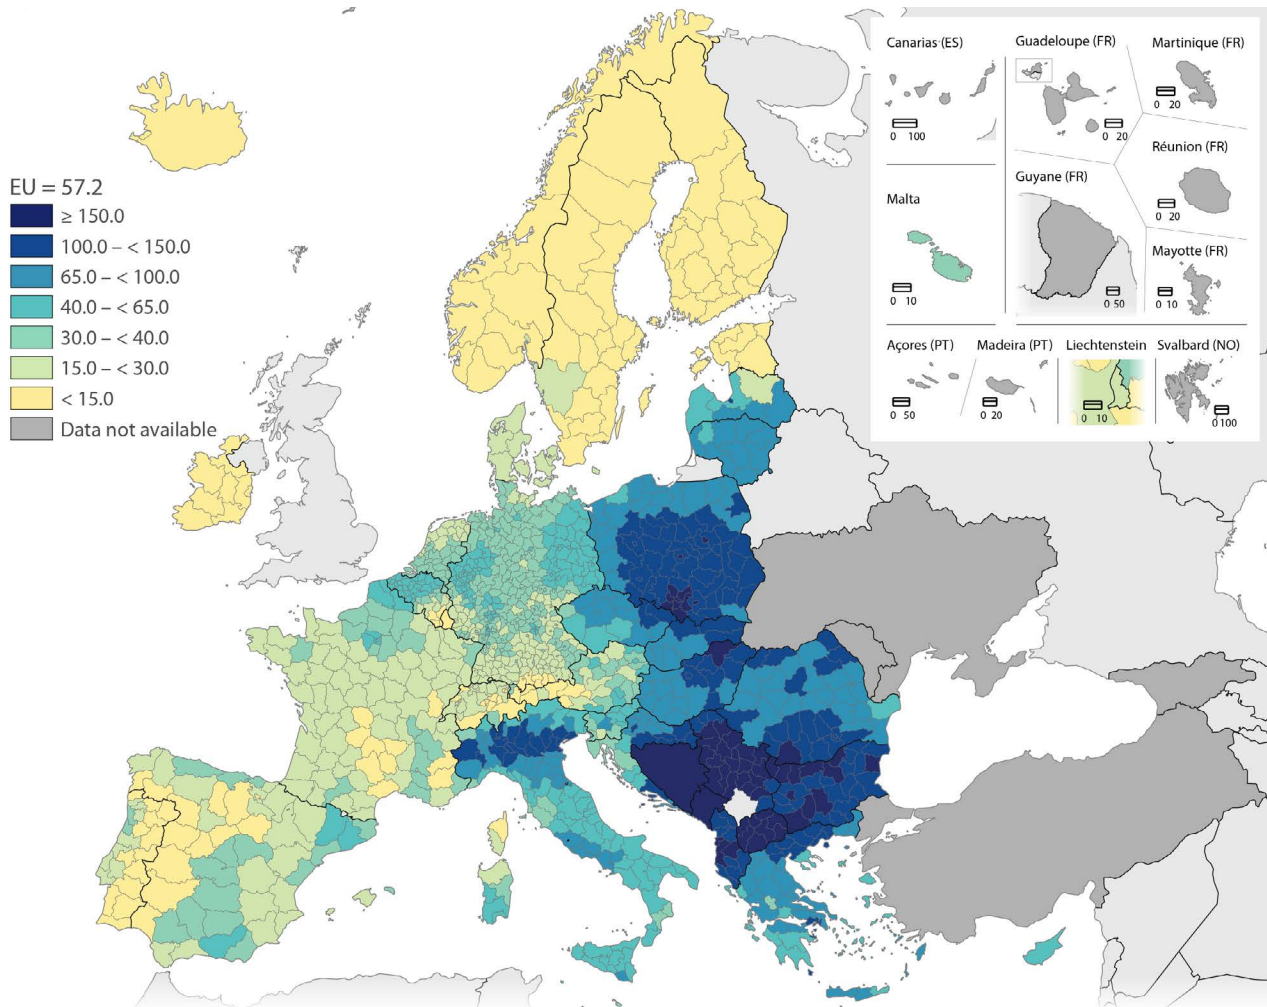 EU = 57.2
≥ 150.0
100.0 – < 150.0
65.0 – < 100.0
40.0 – < 65.0
30.0 – < 40.0
15.0 – < 30.0
< 15.0
Data not available
Canarias (ES)
0 100
Guadeloupe (FR)
0 20
Martinique (FR)
0 20
Malta
0 10
Guyane (FR)
0 50
Réunion (FR)
0 20
Mayotte (FR)
0 10
Açores (PT)
0 50
Madeira (PT)
0 20
Liechtenstein
0 10
Svalbard (NO)
0 100